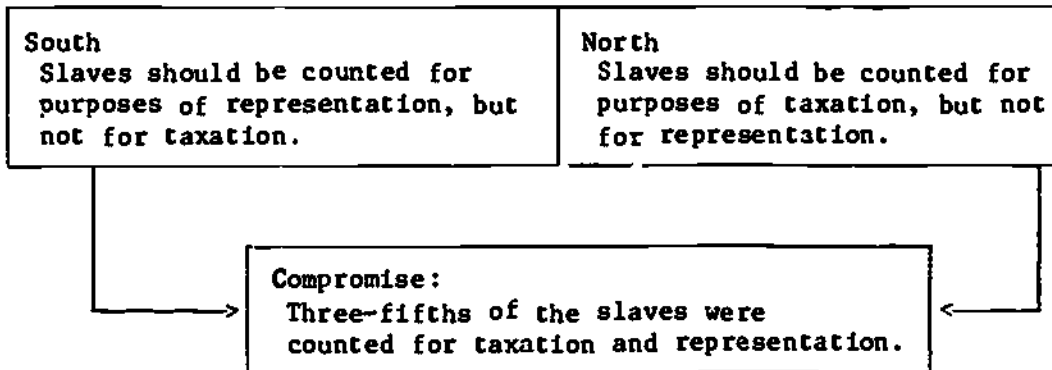 South
Slaves should be counted for
purposes of representation, but
not for taxation.
North
Slaves should be counted for
purposes of taxation, but not
for representation.
Compromise:
Three-fifths of the slaves were
counted for taxation and representation.